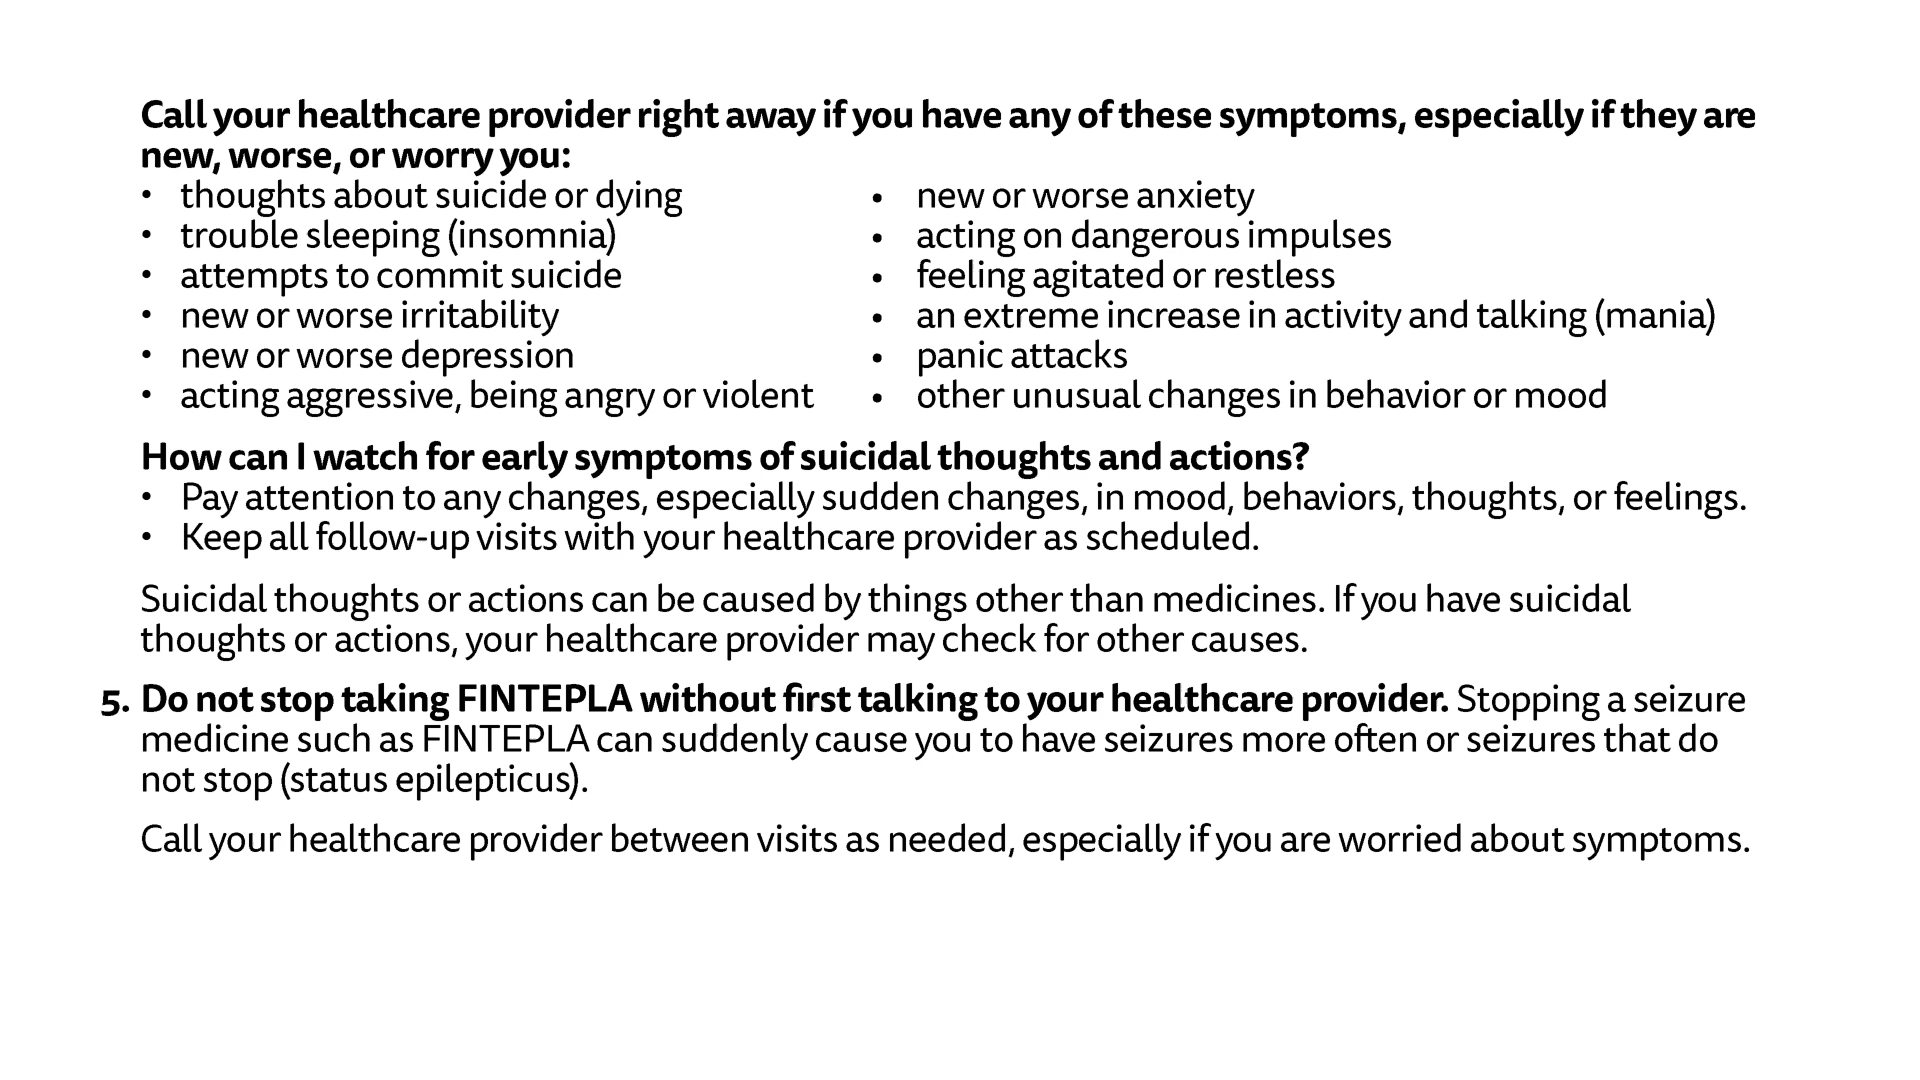 Call your healthcare provider right away if you have any of these symptoms, especially if they are
new, worse, or worry you:
• thoughts about suicide or dying
• trouble sleeping (insomnia)
• attempts to commit suicide
• new or worse irritability
• new or worse depression
• acting aggressive, being angry or violent
• new or worse anxiety
• acting on dangerous impulses
• feeling agitated or restless
• an extreme increase in activity and talking (mania)
• panic attacks
• other unusual changes in behavior or mood
How can I watch for early symptoms of suicidal thoughts and actions?
• Pay attention to any changes, especially sudden changes, in mood, behaviors, thoughts, or feelings.
• Keep all follow-up visits with your healthcare provider as scheduled.
Suicidal thoughts or actions can be caused by things other than medicines. If you have suicidal
thoughts or actions, your healthcare provider may check for other causes.
5. Do not stop taking FINTEPLA without first talking to your healthcare provider. Stopping a seizure
medicine such as FINTEPLA can suddenly cause you to have seizures more often or seizures that do
not stop (status epilepticus).
Call your healthcare provider between visits as needed, especially if you are worried about symptoms.